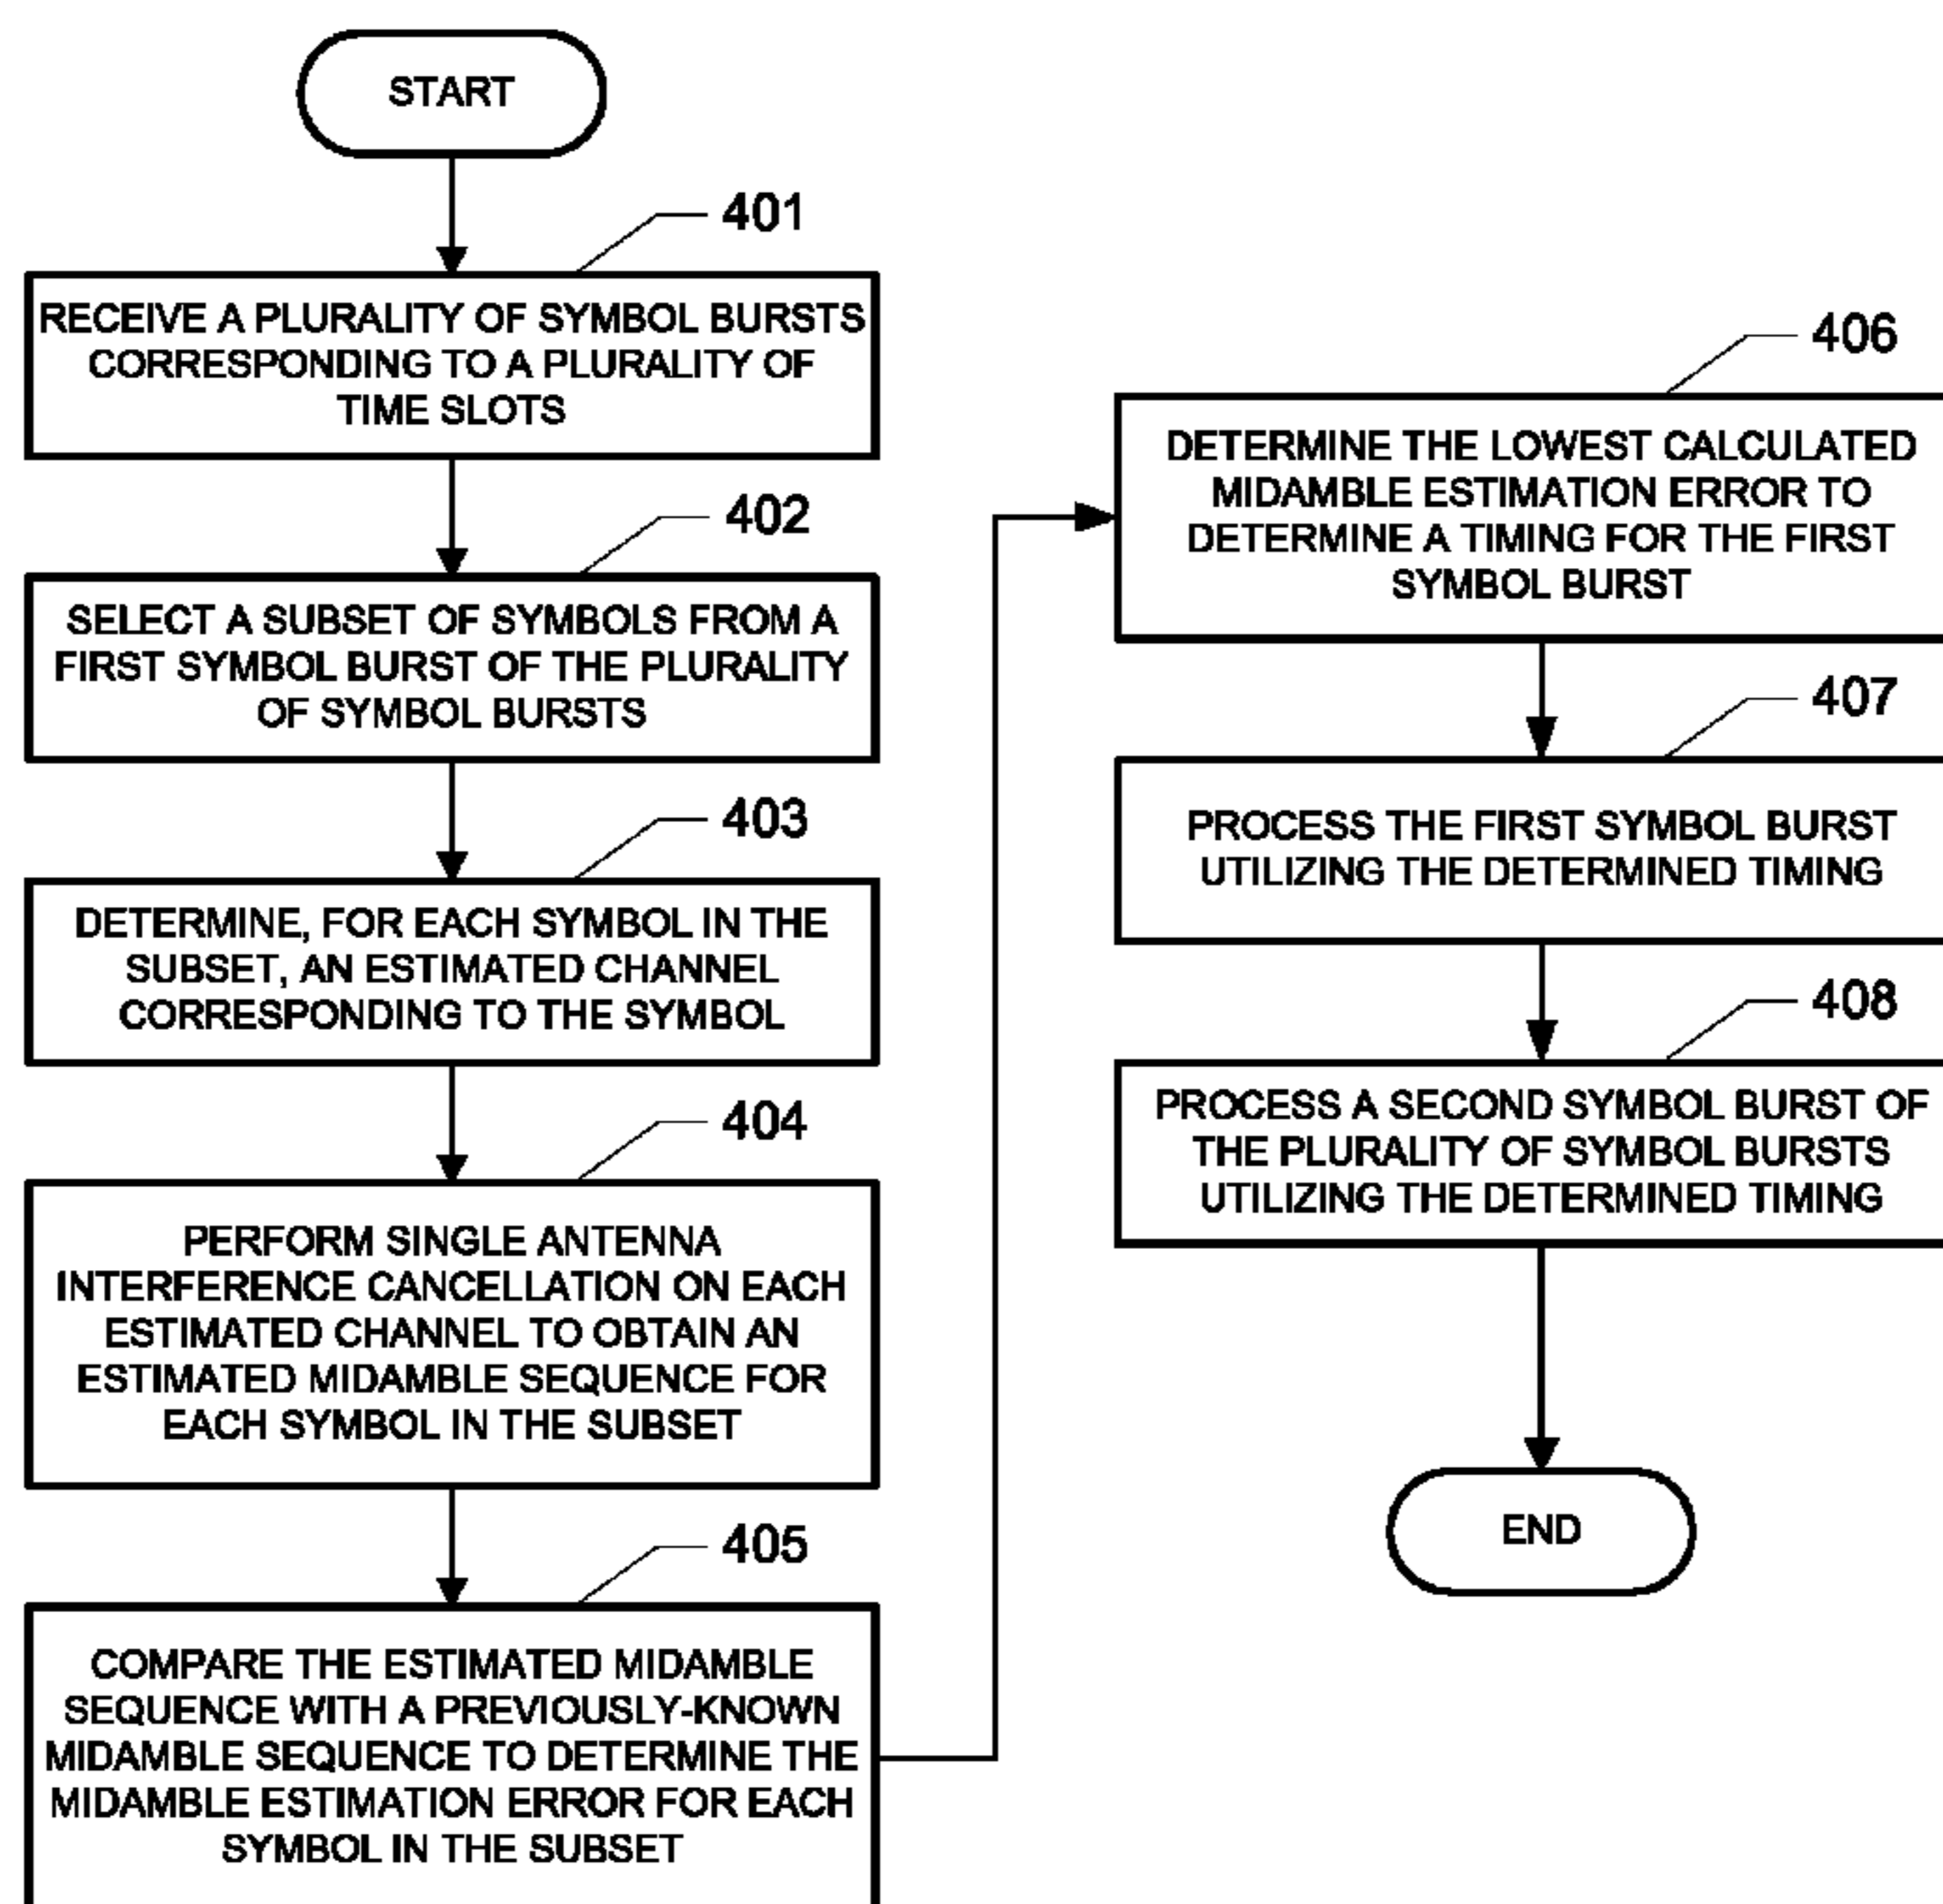 START
401
RECEIVE A PLURALITY OF SYMBOL BURSTS
CORRESPONDING TO A PLURALITY OF
TIME SLOTS
402
SELECT A SUBSET OF SYMBOLS FROM A
FIRST SYMBOL BURST OF THE PLURALITY
OF SYMBOL BURSTS
403
DETERMINE, FOR EACH SYMBOL IN THE
SUBSET, AN ESTIMATED CHANNEL
CORRESPONDING TO THE SYMBOL
404
PERFORM SINGLE ANTENNA
INTERFERENCE CANCELLATION ON EACH
ESTIMATED CHANNEL TO OBTAIN AN
ESTIMATED MIDAMBLE SEQUENCE FOR
EACH SYMBOL IN THE SUBSET
405
COMPARE THE ESTIMATED MIDAMBLE
SEQUENCE WITH A PREVIOUSLY-KNOWN
MIDAMBLE SEQUENCE TO DETERMINE THE
MIDAMBLE ESTIMATION ERROR FOR EACH
SYMBOL IN THE SUBSET
406
DETERMINE THE LOWEST CALCULATED
MIDAMBLE ESTIMATION ERROR TO
DETERMINE A TIMING FOR THE FIRST
SYMBOL BURST
407
PROCESS THE FIRST SYMBOL BURST
UTILIZING THE DETERMINED TIMING
408
PROCESS A SECOND SYMBOL BURST OF
THE PLURALITY OF SYMBOL BURSTS
UTILIZING THE DETERMINED TIMING
END